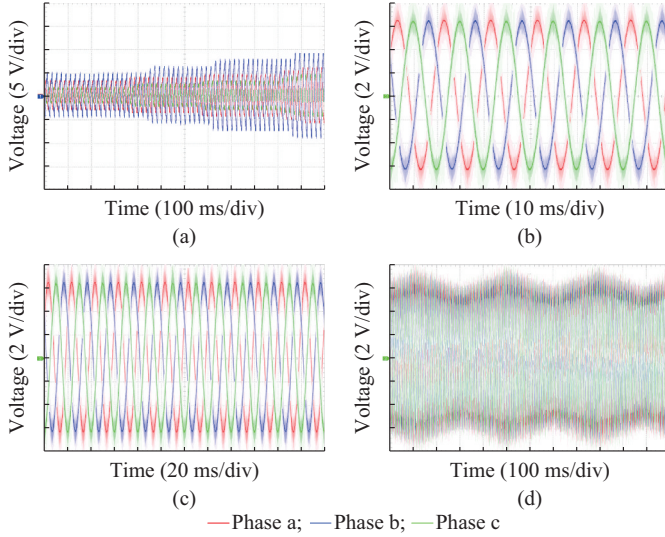 Voltage (5 V/div)
Time (100 ms/div)
(a)
Voltage (2 V/div)
Time (10 ms/div)
(b)
Voltage (2 V/div)
Time (20 ms/div)
(c)
Voltage (2 V/div)
Time (100 ms/div)
(d)
Phase a; Phase b; Phase c